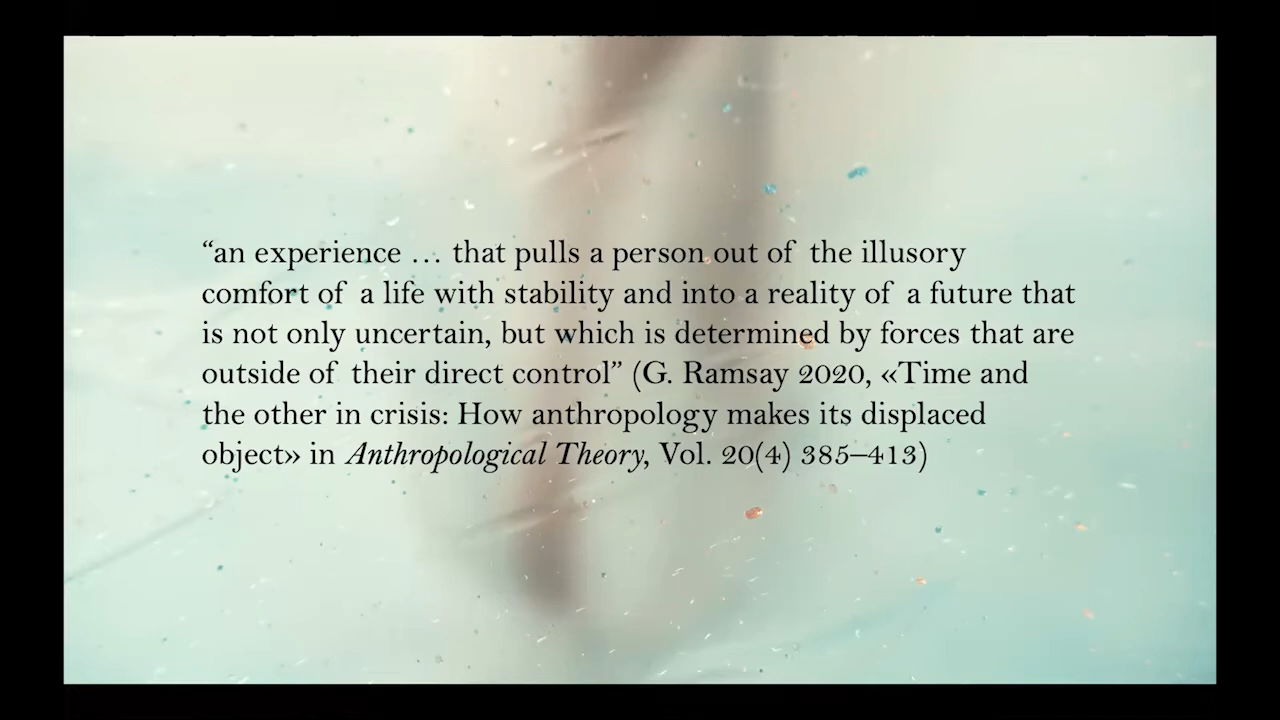 “an experience … that pulls a person out of the illusory
comfort of a life with stability and into a reality of a future that
is not only uncertain, but which is determined by forces that are
outside of their direct control” (G. Ramsay 2020, «Time and
the other in crisis: How anthropology makes its displaced
object» in Anthropological Theory, Vol. 20(4) 385–413)